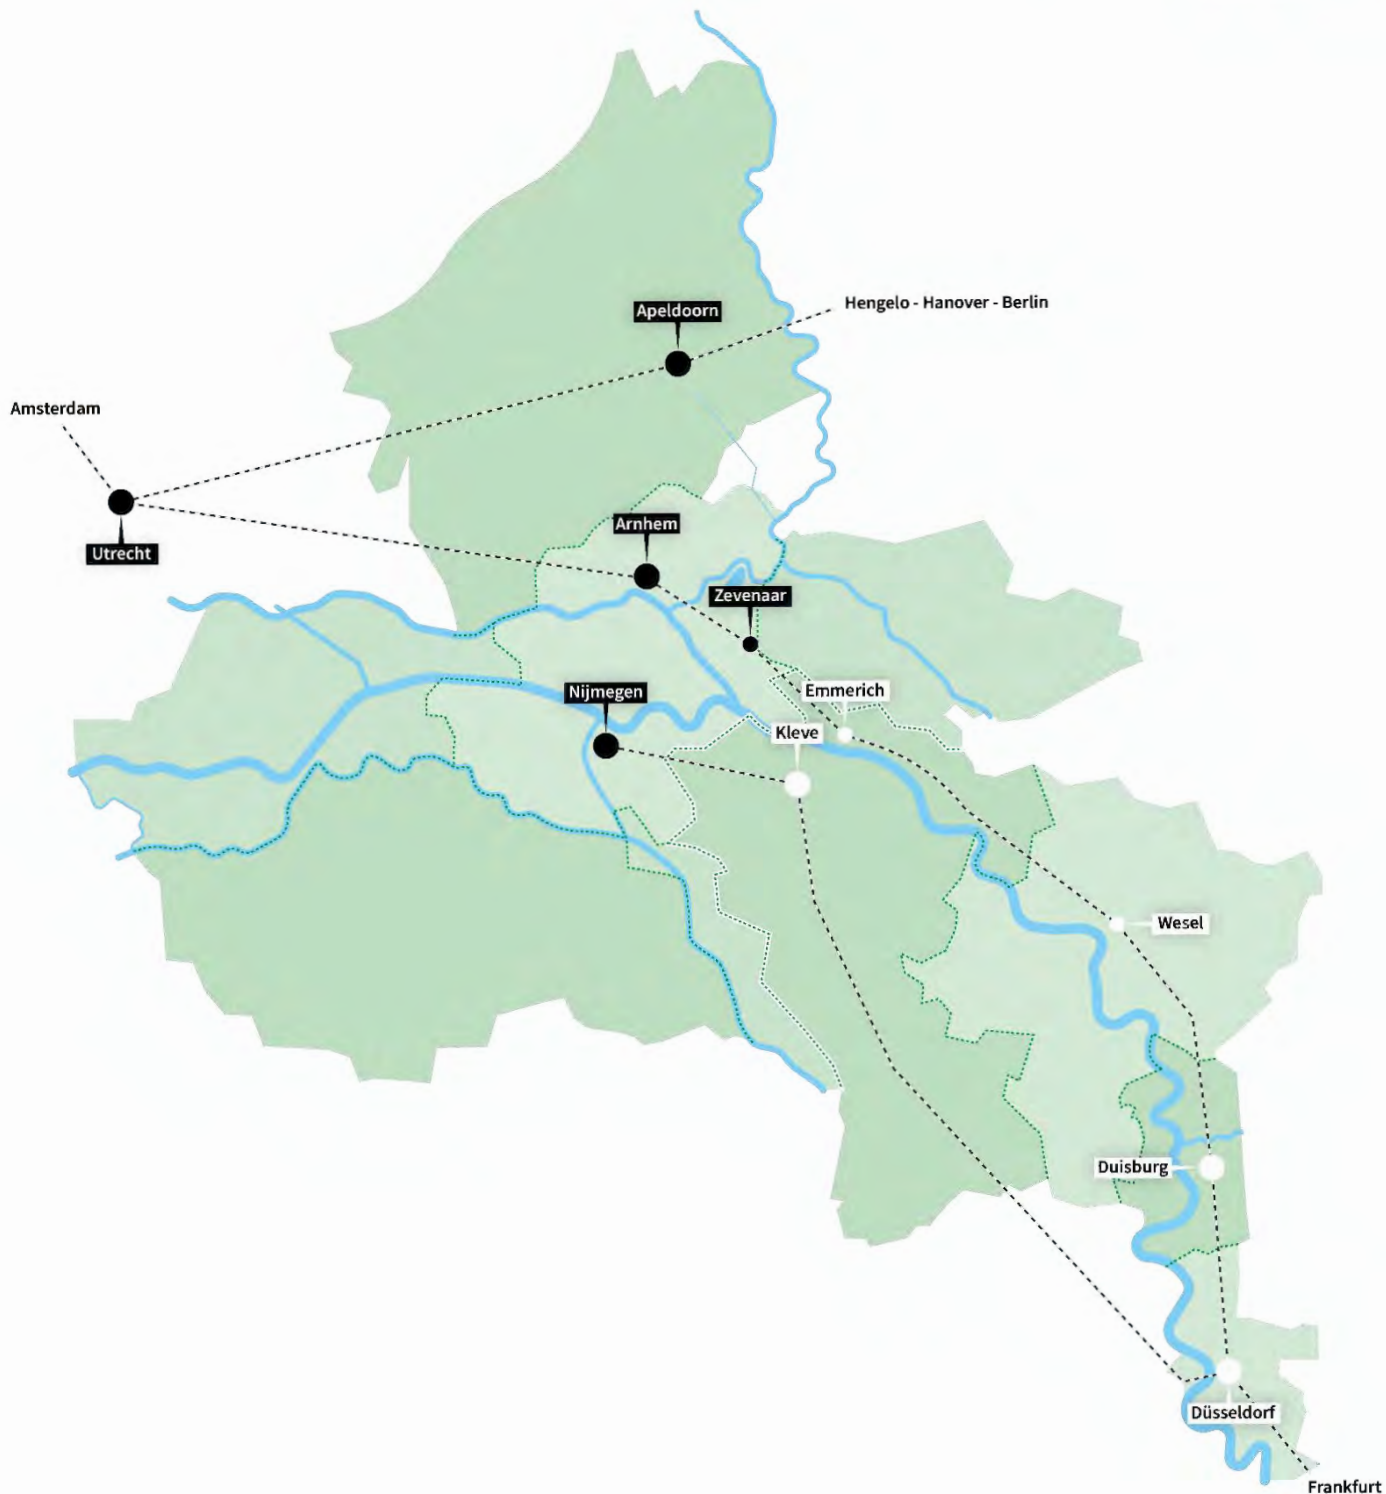 Hengelo - Hanover - Berlin
Apeldoorn
Amsterdam
Arnhem
Utrecht
Zevenaar
Emmerich
Nijmegen
Kleve
Wesel
Duisburg
Düsseldorf
Frankfurt